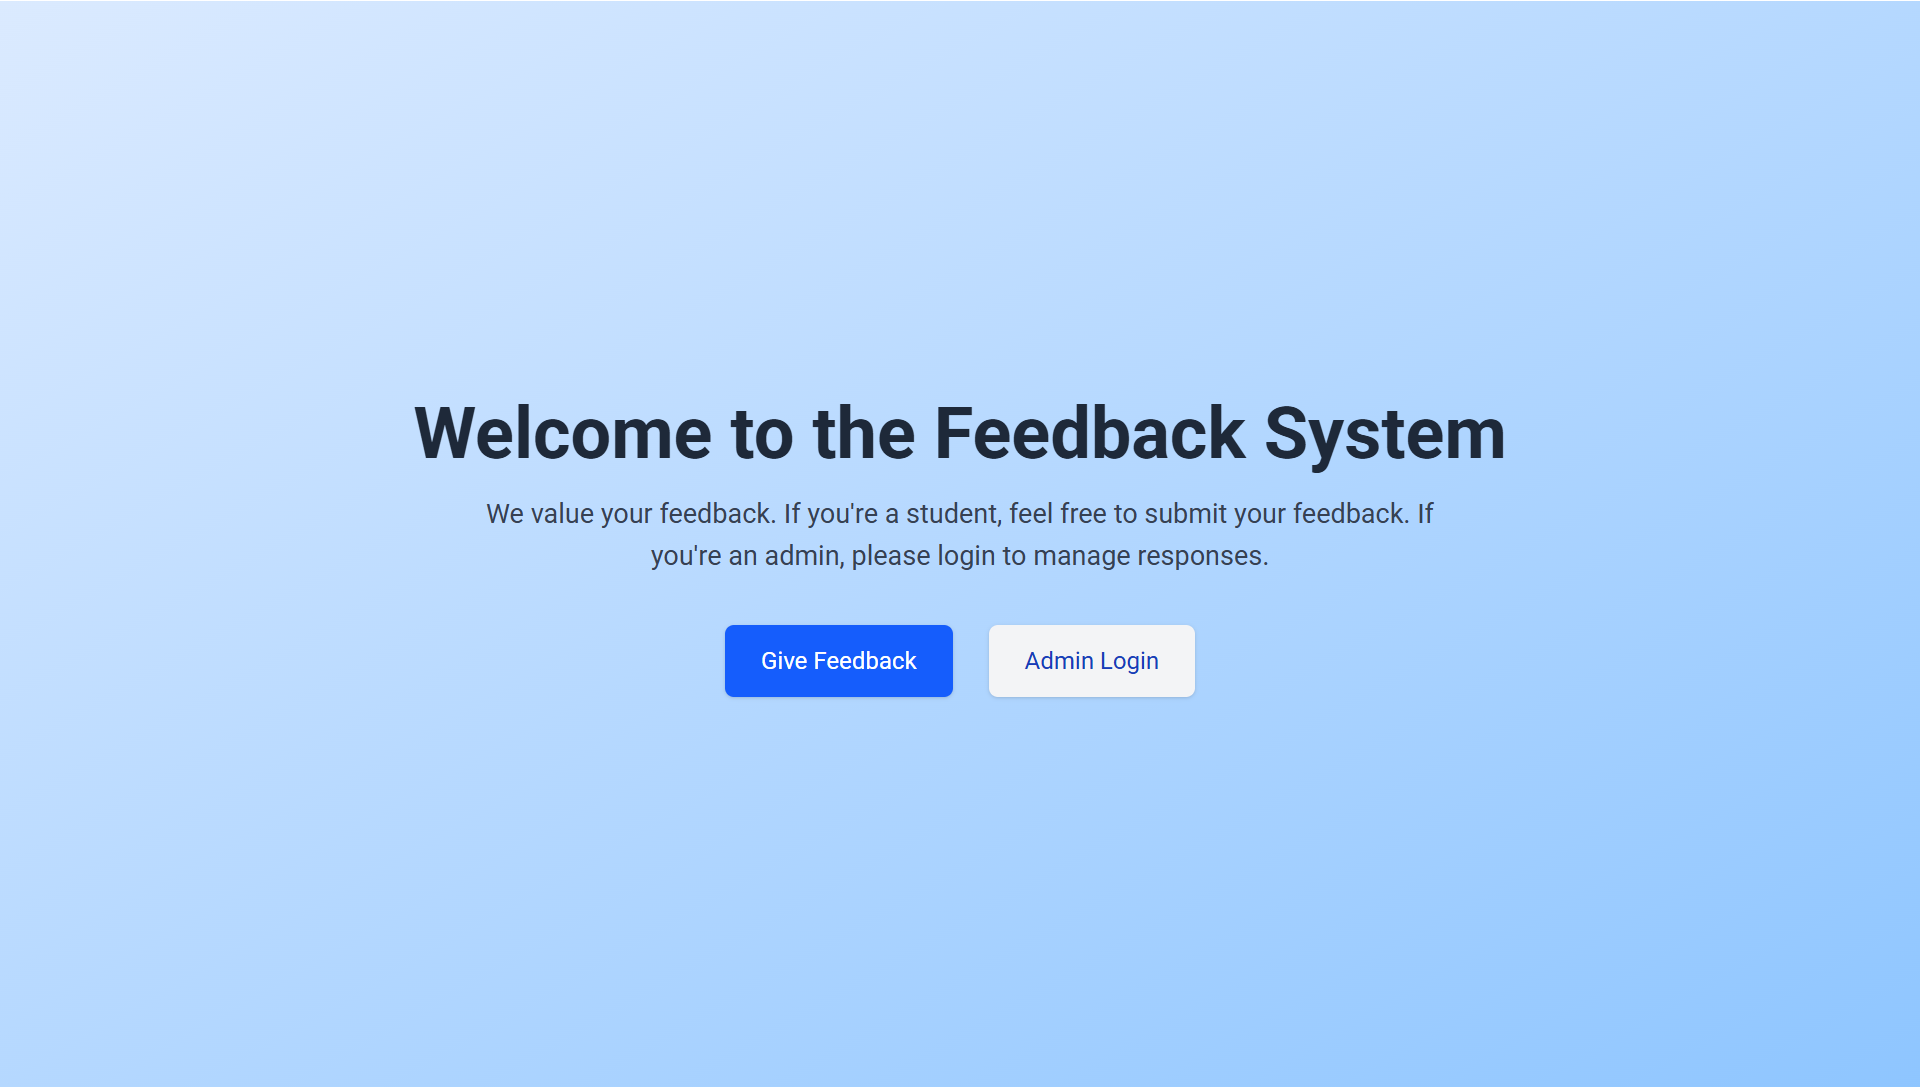 Welcome to the Feedback System
We value your feedback. If you're a student, feel free to submit your feedback. If
you're an admin, please login to manage responses.
Give Feedback
Admin Login